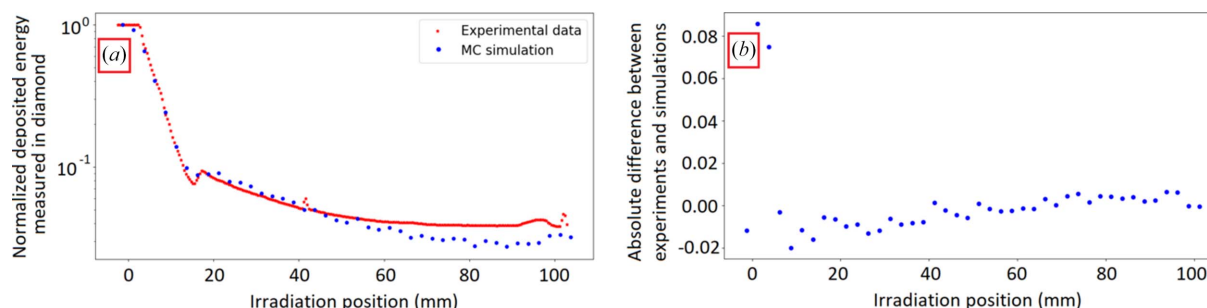 Normalized deposited energy
measured in diamond
10⁰
10⁻¹
(a)
Experimental data
MC simulation
0 20 40 60 80 100
Irradiation position (mm)
Absolute difference between
experiments and simulations
0.08
0.06
0.04
0.02
0.00
-0.02
(b)
0 20 40 60 80 100
Irradiation position (mm)